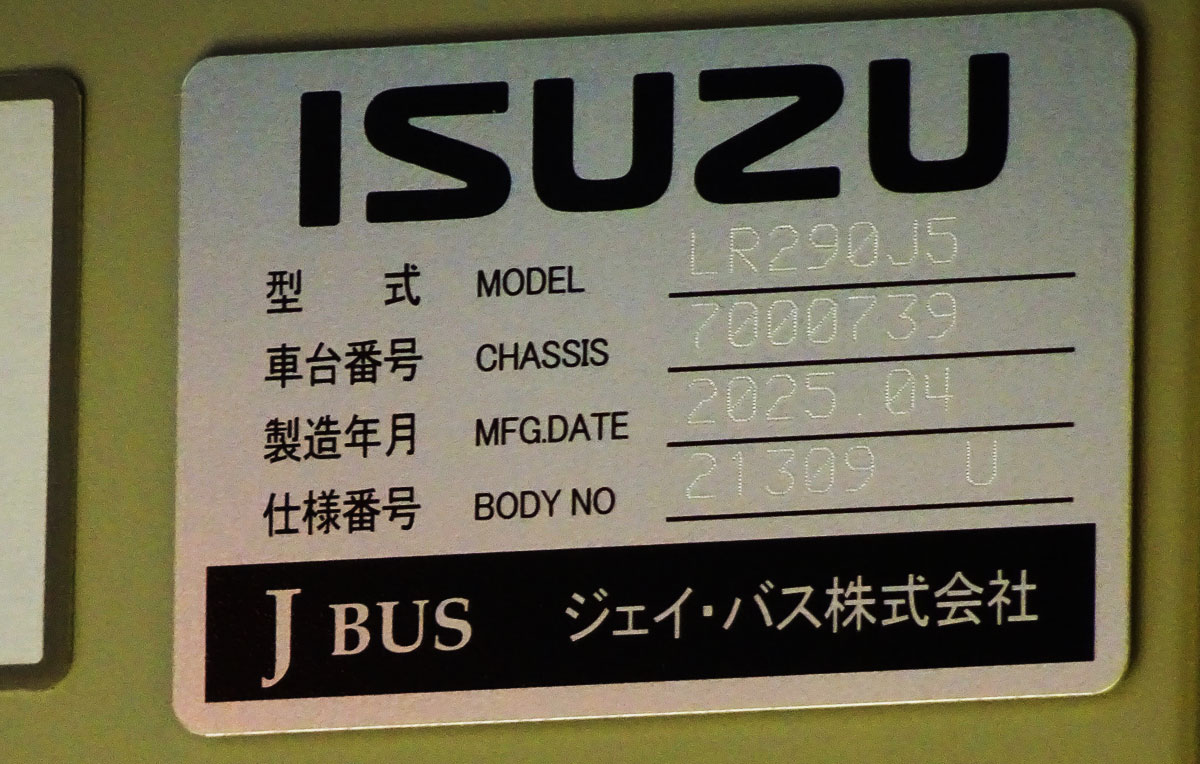 ISUZU
型 式 MODEL LR290J5
車台番号 CHASSIS 7000739
製造年月 MFG.DATE 2025.04
仕様番号 BODY NO 21309 U
J BUS ジェイ・バス株式会社